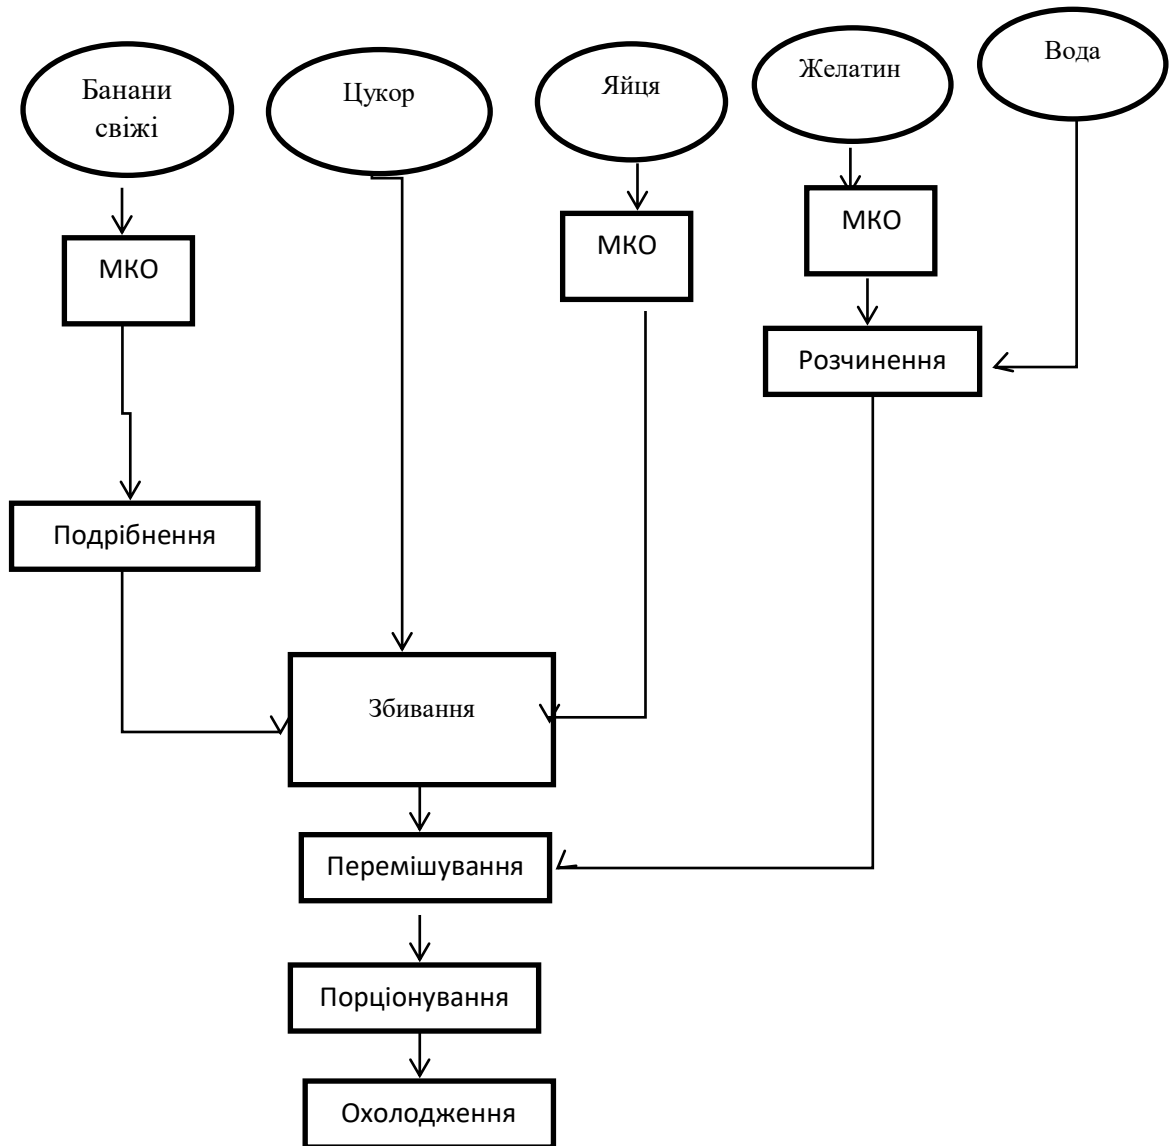 Банани
свіжі
Цукор
Яйця
Желатин
Вода
МКО
МКО
МКО
Розчинення
Подрібнення
Збивання
Перемішування
Порціонування
Охолодження